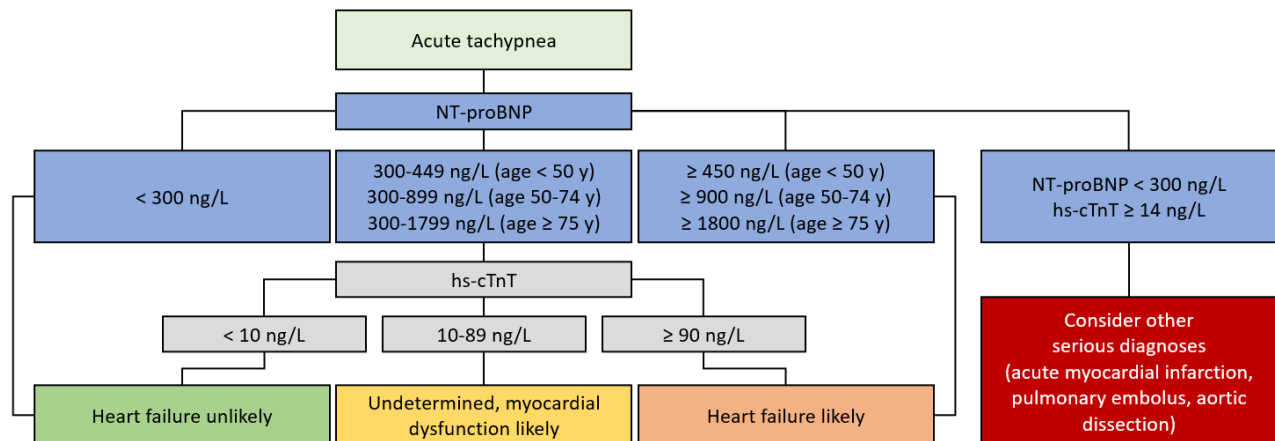 Acute tachypnea
NT-proBNP
< 300 ng/L
300-449 ng/L (age < 50 y)
300-899 ng/L (age 50-74 y)
300-1799 ng/L (age ≥ 75 y)
≥ 450 ng/L (age < 50 y)
≥ 900 ng/L (age 50-74 y)
≥ 1800 ng/L (age ≥ 75 y)
NT-proBNP < 300 ng/L
hs-cTnT ≥ 14 ng/L
hs-cTnT
< 10 ng/L
10-89 ng/L
≥ 90 ng/L
Heart failure unlikely
Undetermined, myocardial
dysfunction likely
Heart failure likely
Consider other
serious diagnoses
(acute myocardial infarction,
pulmonary embolus, aortic
dissection)